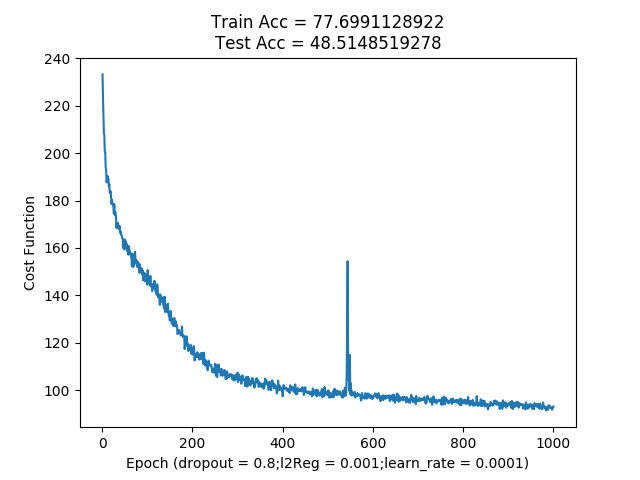 Train Acc = 77.6991128922
Test Acc = 48.5148519278
240
220
200
180
160
140
120
100
Cost Function
0 200 400 600 800 1000
Epoch (dropout = 0.8;l2Reg = 0.001;learn_rate = 0.0001)